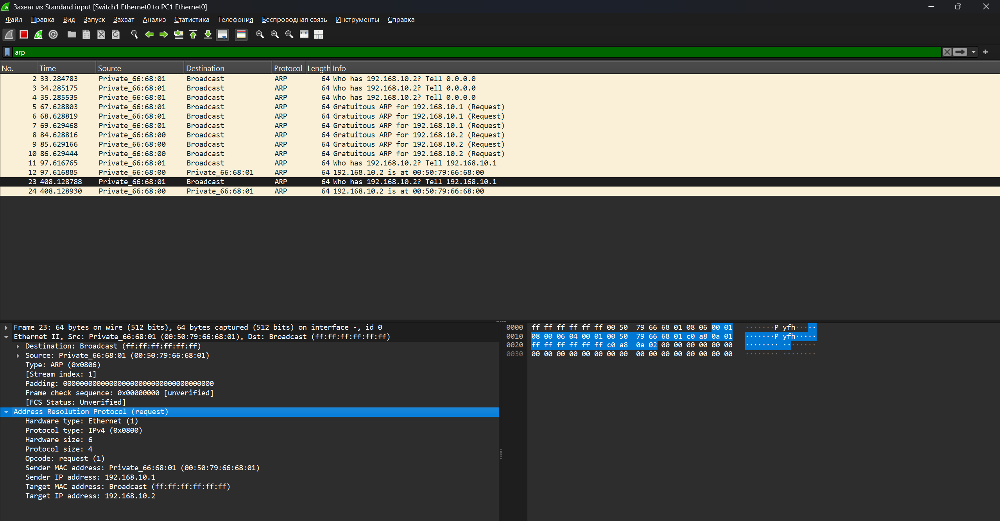 Захват из Standard input [Switch1 Ethernet0 to PC1 Ethernet0]
Файл Правка Вид Запуск Захват Анализ Статистика Телефония Беспроводная связь Инструменты Справка
arp
No. Time Source Destination Protocol Length Info
2 33.284783 Private_66:68:01 Broadcast ARP 64 Who has 192.168.10.2? Tell 0.0.0.0
3 34.285175 Private_66:68:01 Broadcast ARP 64 Who has 192.168.10.2? Tell 0.0.0.0
4 35.285535 Private_66:68:01 Broadcast ARP 64 Who has 192.168.10.2? Tell 0.0.0.0
5 67.628803 Private_66:68:01 Broadcast ARP 64 Gratuitous ARP for 192.168.10.1 (Request)
6 68.628819 Private_66:68:01 Broadcast ARP 64 Gratuitous ARP for 192.168.10.1 (Request)
7 69.629468 Private_66:68:01 Broadcast ARP 64 Gratuitous ARP for 192.168.10.1 (Request)
8 84.628816 Private_66:68:00 Broadcast ARP 64 Gratuitous ARP for 192.168.10.2 (Request)
9 85.629166 Private_66:68:00 Broadcast ARP 64 Gratuitous ARP for 192.168.10.2 (Request)
10 86.629444 Private_66:68:00 Broadcast ARP 64 Gratuitous ARP for 192.168.10.2 (Request)
11 97.616765 Private_66:68:01 Broadcast ARP 64 Who has 192.168.10.2? Tell 192.168.10.1
12 97.616885 Private_66:68:00 Private_66:68:01 ARP 64 192.168.10.2 is at 00:50:79:66:68:00
23 408.128788 Private_66:68:01 Broadcast ARP 64 Who has 192.168.10.2? Tell 192.168.10.1
24 408.128930 Private_66:68:00 Private_66:68:01 ARP 64 192.168.10.2 is at 00:50:79:66:68:00
Frame 23: 64 bytes on wire (512 bits), 64 bytes captured (512 bits) on interface -, id 0
Ethernet II, Src: Private_66:68:01 (00:50:79:66:68:01), Dst: Broadcast (ff:ff:ff:ff:ff:ff)
Destination: Broadcast (ff:ff:ff:ff:ff:ff)
Source: Private_66:68:01 (00:50:79:66:68:01)
Type: ARP (0x0806)
[Stream index: 1]
Padding: 000000000000000000000000000000000000
Frame check sequence: 0x00000000 [unverified]
[FCS Status: Unverified]
Address Resolution Protocol (request)
Hardware type: Ethernet (1)
Protocol type: IPv4 (0x0800)
Hardware size: 6
Protocol size: 4
Opcode: request (1)
Sender MAC address: Private_66:68:01 (00:50:79:66:68:01)
Sender IP address: 192.168.10.1
Target MAC address: Broadcast (ff:ff:ff:ff:ff:ff)
Target IP address: 192.168.10.2
0000 ff ff ff ff ff ff 00 50 79 66 68 01 08 06 00 01 ·······P yfh·····
0010 08 00 06 04 00 01 00 50 79 66 68 01 c0 a8 0a 01 ·······P yfh·····
0020 ff ff ff ff ff ff c0 a8 0a 02 00 00 00 00 00 00 ········ ········
0030 00 00 00 00 00 00 00 00 00 00 00 00 00 00 00 00 ········ ········